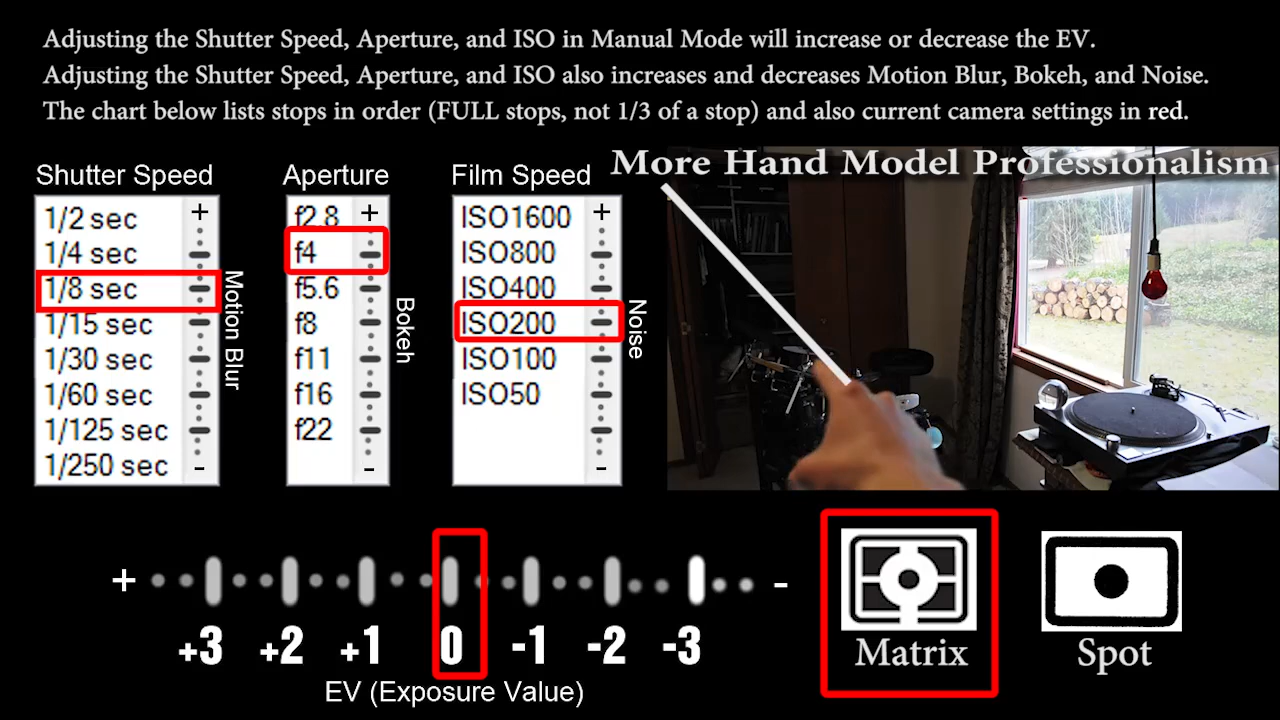 Adjusting the Shutter Speed, Aperture, and ISO in Manual Mode will increase or decrease the EV.
Adjusting the Shutter Speed, Aperture, and ISO also increases and decreases Motion Blur, Bokeh, and Noise.
The chart below lists stops in order (FULL stops, not 1/3 of a stop) and also current camera settings in red.
More Hand Model Professionalism
Shutter Speed
1/2 sec +
1/4 sec
1/8 sec
1/15 sec
1/30 sec
1/60 sec
1/125 sec
1/250 sec -
Motion Blur
Aperture
f2.8 +
f4
f5.6
f8
f11
f16
f22
-
Bokeh
Film Speed
ISO1600 +
ISO800
ISO400
ISO200
ISO100
ISO50
-
Noise
+ -
+3 +2 +1 0 -1 -2 -3
EV (Exposure Value)
Matrix
Spot